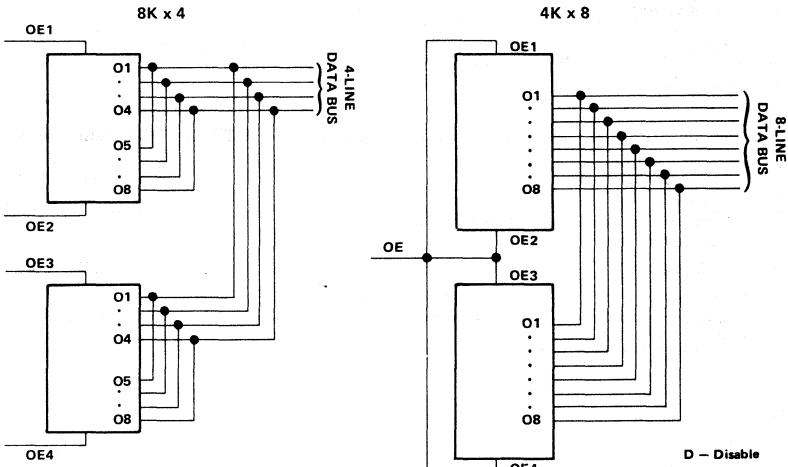 8K x 4
OE1
O1
O4
O5
O8
4-LINE
DATA BUS
OE2
OE3
O1
O4
O5
O8
OE4
4K x 8
OE1
O1
O8
8-LINE
DATA BUS
OE2
OE
OE3
O1
O8
D — Disable